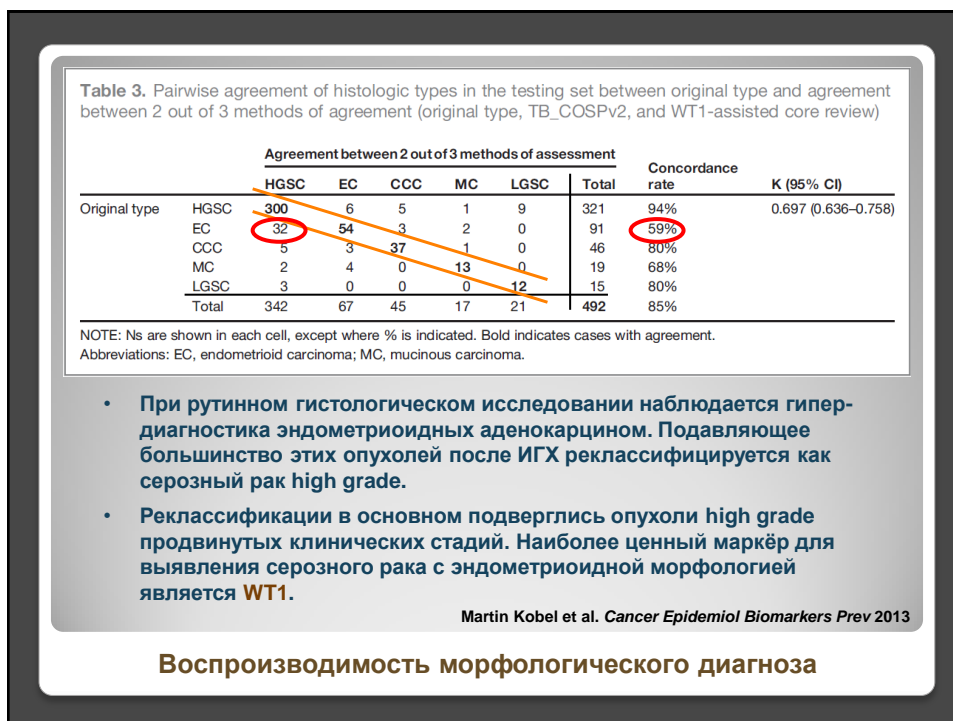 Table 3. Pairwise agreement of histologic types in the testing set between original type and agreement
between 2 out of 3 methods of agreement (original type, TB_COSPv2, and WT1-assisted core review)
Agreement between 2 out of 3 methods of assessment
HGSC EC CCC MC LGSC Total Concordance rate K (95% CI)
Original type HGSC 300 6 5 1 9 321 94% 0.697 (0.636–0.758)
EC 32 54 3 2 0 91 59%
CCC 5 3 37 1 0 46 80%
MC 2 4 0 13 0 19 68%
LGSC 3 0 0 0 12 15 80%
Total 342 67 45 17 21 492 85%
NOTE: Ns are shown in each cell, except where % is indicated. Bold indicates cases with agreement.
Abbreviations: EC, endometrioid carcinoma; MC, mucinous carcinoma.
• При рутинном гистологическом исследовании наблюдается гипер-
диагностика эндометриоидных аденокарцином. Подавляющее
большинство этих опухолей после ИГХ реклассифицируется как
серозный рак high grade.
• Реклассификации в основном подверглись опухоли high grade
продвинутых клинических стадий. Наиболее ценный маркёр для
выявления серозного рака с эндометриоидной морфологией
является WT1.
Martin Kobel et al. Cancer Epidemiol Biomarkers Prev 2013
Воспроизводимость морфологического диагноза